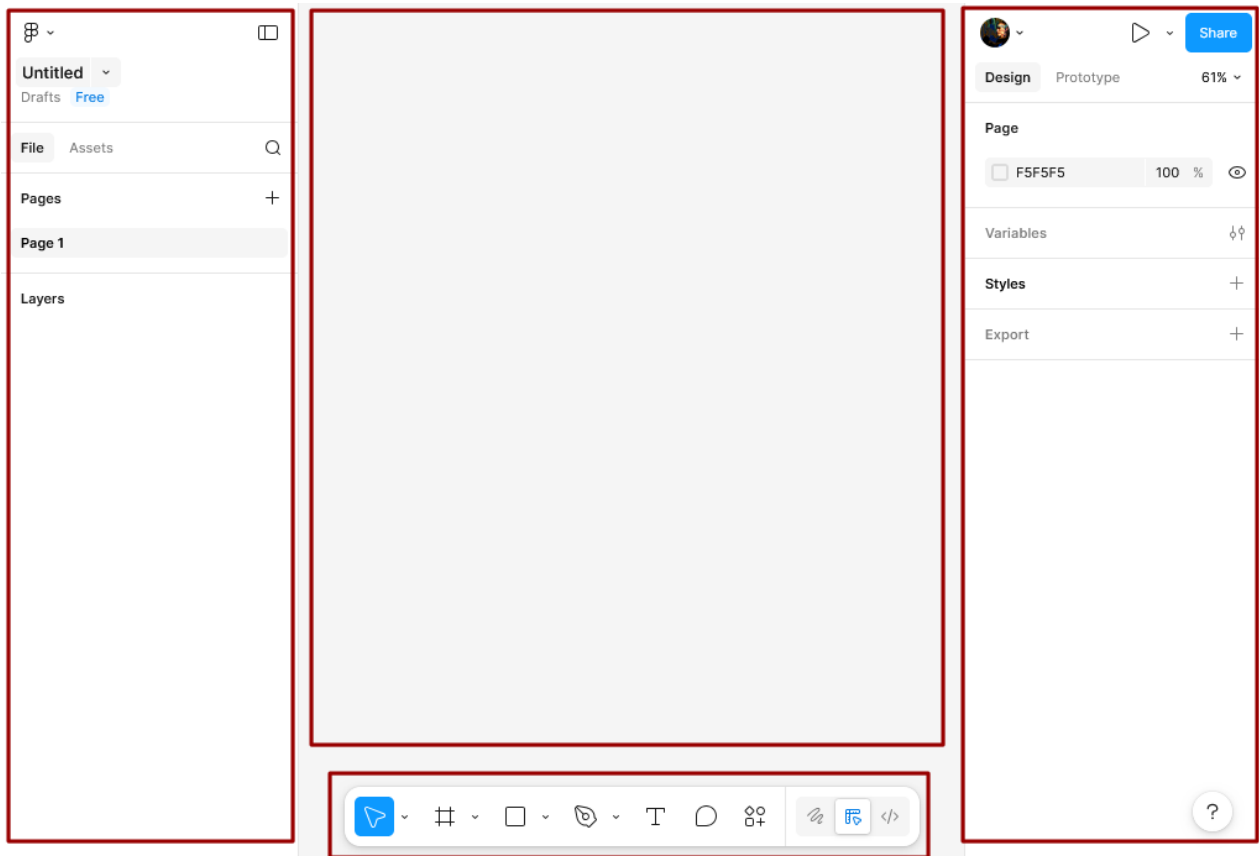 Untitled
Drafts Free
File Assets
Pages
Page 1
Layers
Share
Design Prototype 61%
Page
F5F5F5 100 %
Variables
Styles
Export
T
</>
?